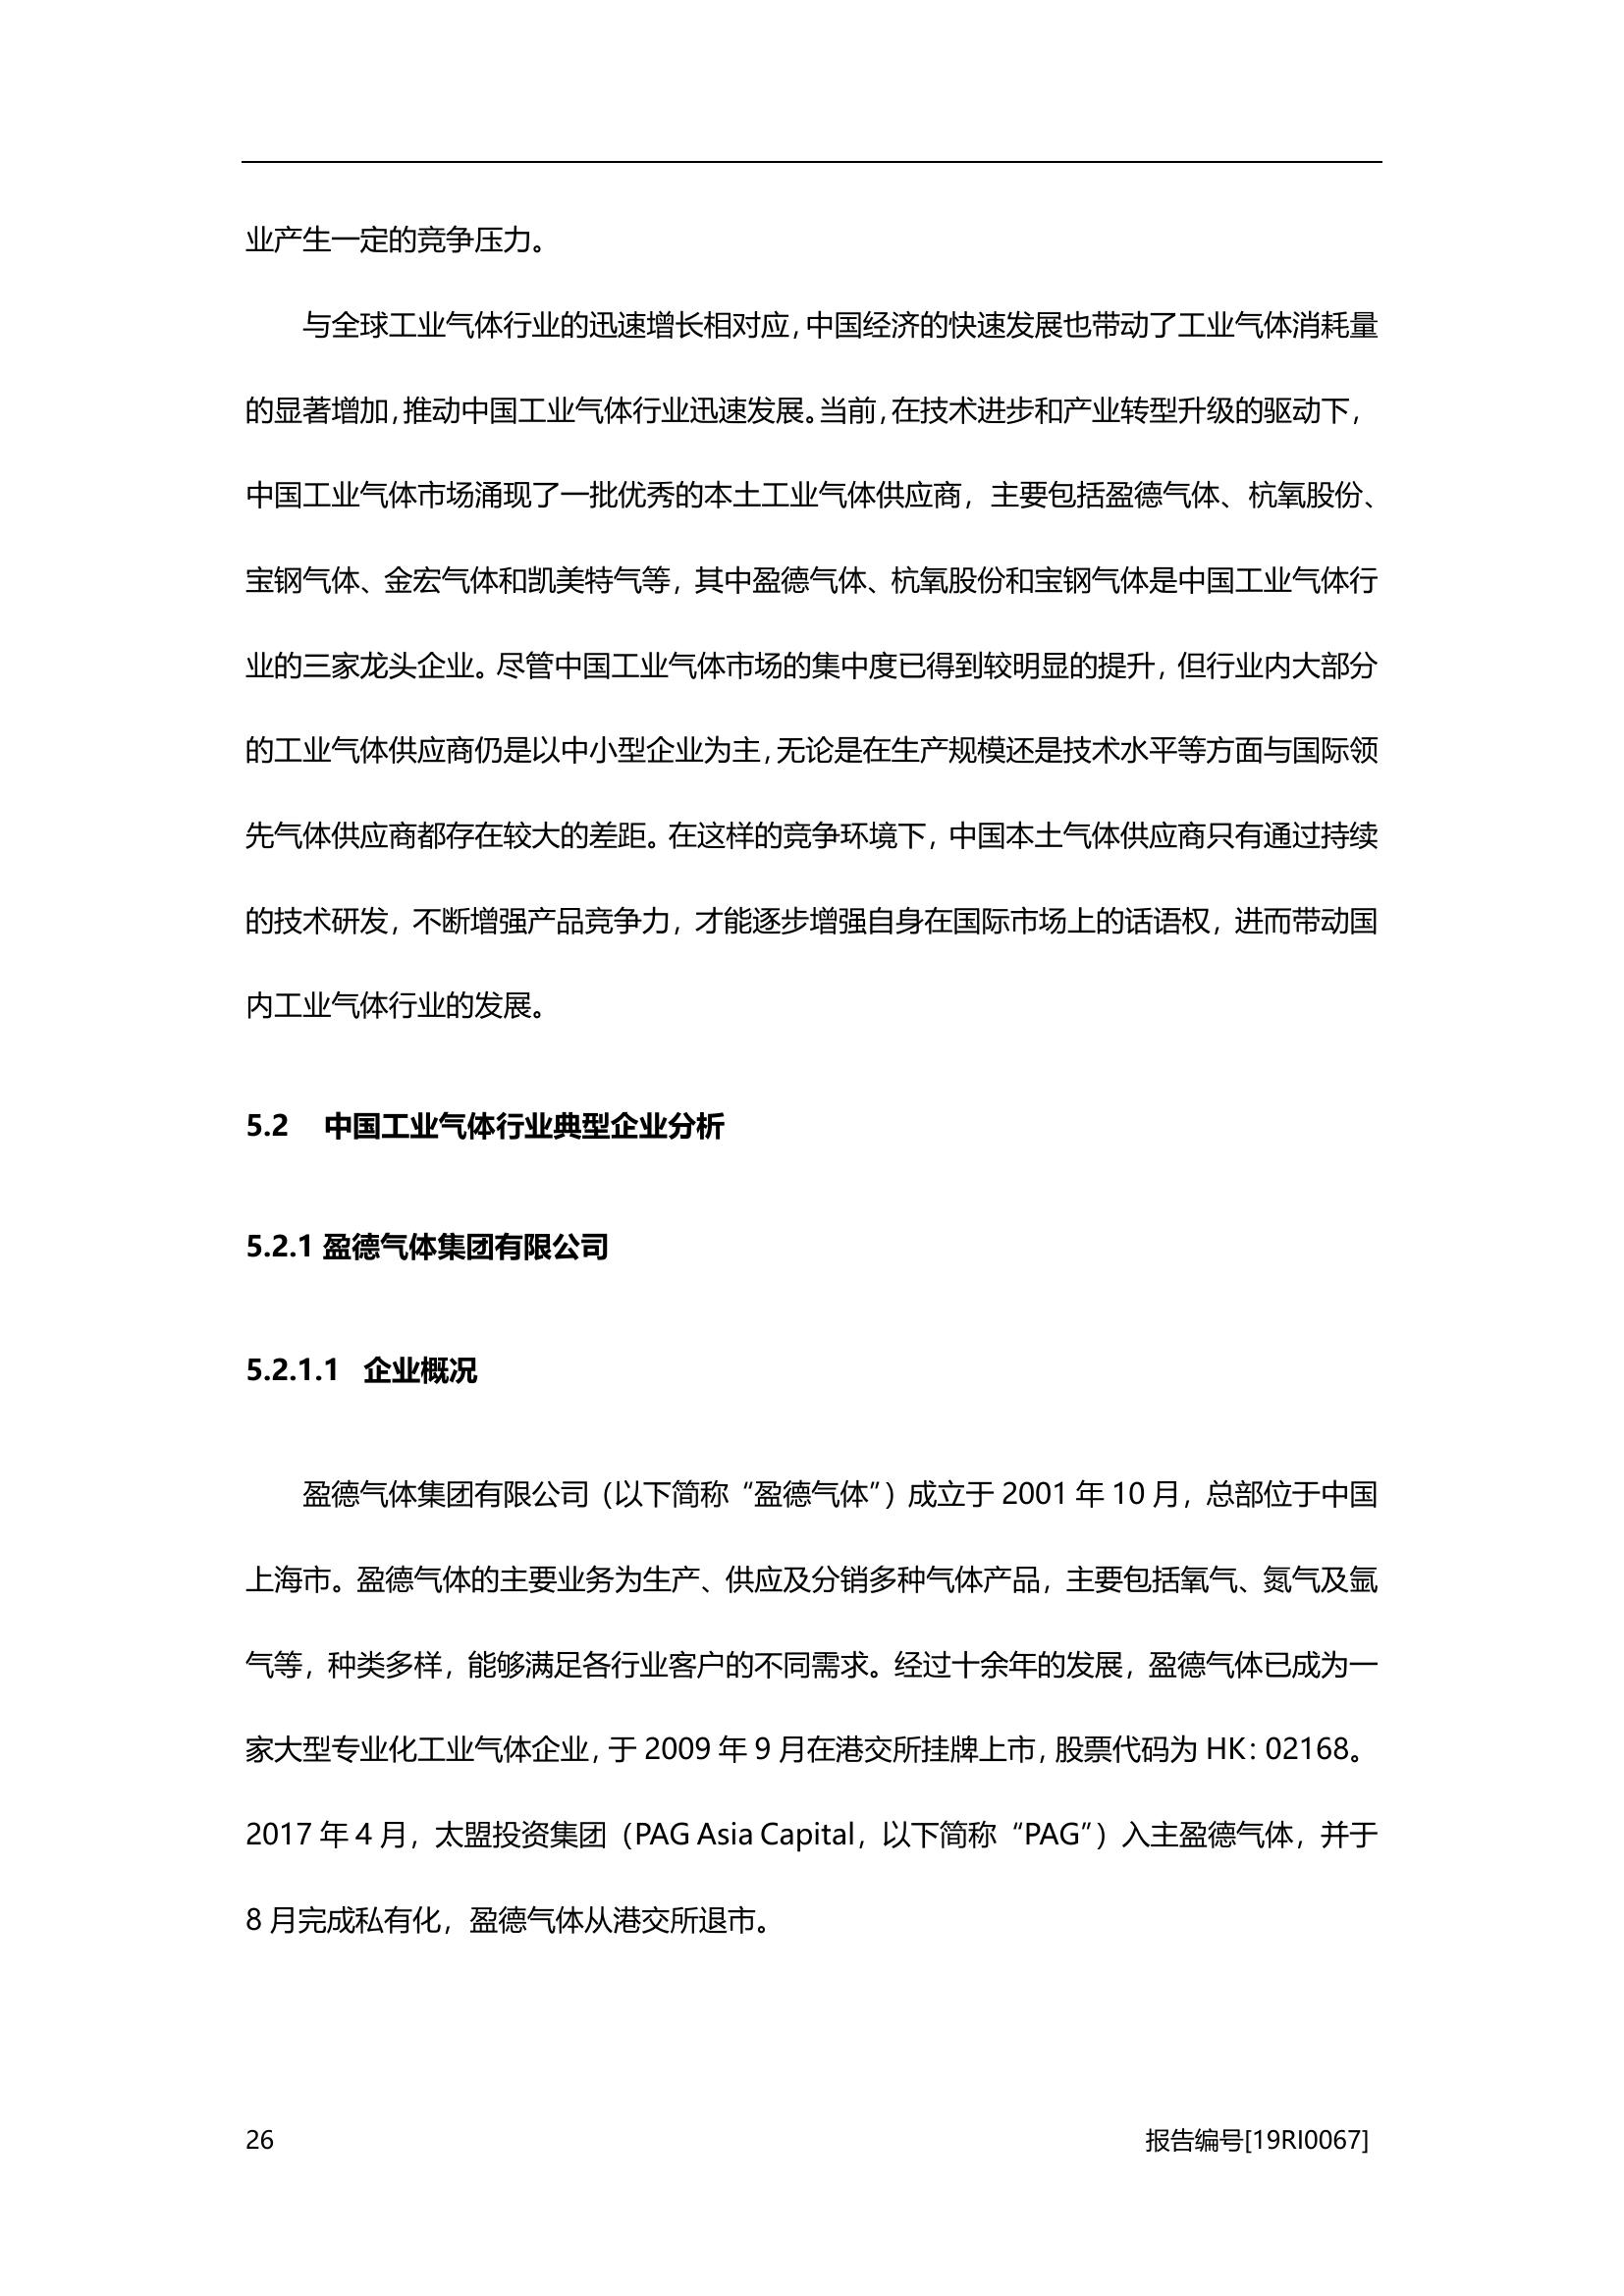 业产生一定的竞争压力。
与全球工业气体行业的迅速增长相对应，中国经济的快速发展也带动了工业气体消耗量
的显著增加，推动中国工业气体行业迅速发展。当前，在技术进步和产业转型升级的驱动下，
中国工业气体市场涌现了一批优秀的本土工业气体供应商，主要包括盈德气体、杭氧股份、
宝钢气体、金宏气体和凯美特气等，其中盈德气体、杭氧股份和宝钢气体是中国工业气体行
业的三家龙头企业。尽管中国工业气体市场的集中度已得到较明显的提升，但行业内大部分
的工业气体供应商仍是以中小型企业为主，无论是在生产规模还是技术水平等方面与国际领
先气体供应商都存在较大的差距。在这样的竞争环境下，中国本土气体供应商只有通过持续
的技术研发，不断增强产品竞争力，才能逐步增强自身在国际市场上的话语权，进而带动国
内工业气体行业的发展。
5.2 中国工业气体行业典型企业分析
5.2.1 盈德气体集团有限公司
5.2.1.1 企业概况
盈德气体集团有限公司（以下简称“盈德气体”）成立于 2001 年 10 月，总部位于中国
上海市。盈德气体的主要业务为生产、供应及分销多种气体产品，主要包括氧气、氮气及氩
气等，种类多样，能够满足各行业客户的不同需求。经过十余年的发展，盈德气体已成为一
家大型专业化工业气体企业，于 2009 年 9 月在港交所挂牌上市，股票代码为 HK：02168。
2017 年 4 月，太盟投资集团（PAG Asia Capital，以下简称“PAG”）入主盈德气体，并于
8 月完成私有化，盈德气体从港交所退市。
26 报告编号[19RI0067]